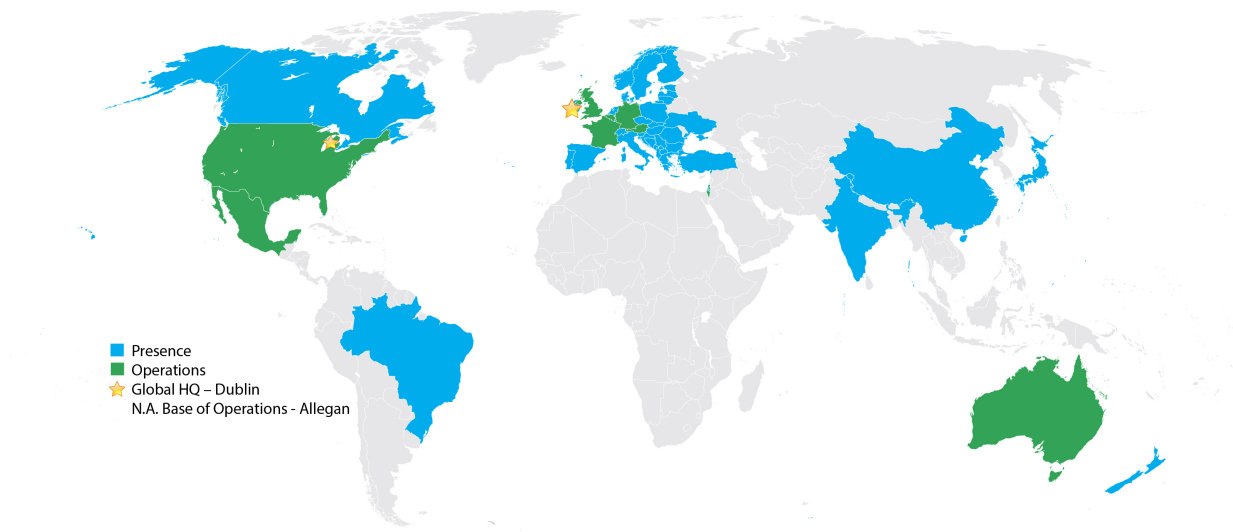 Presence
Operations
Global HQ – Dublin
N.A. Base of Operations - Allegan